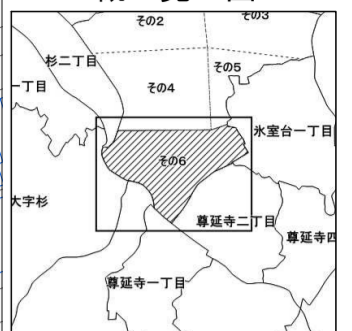 その2
その3
杉二丁目
一丁目
その4
その5
氷室台一丁目
その6
大字杉
尊延寺二丁目
尊延寺四
尊延寺一丁目